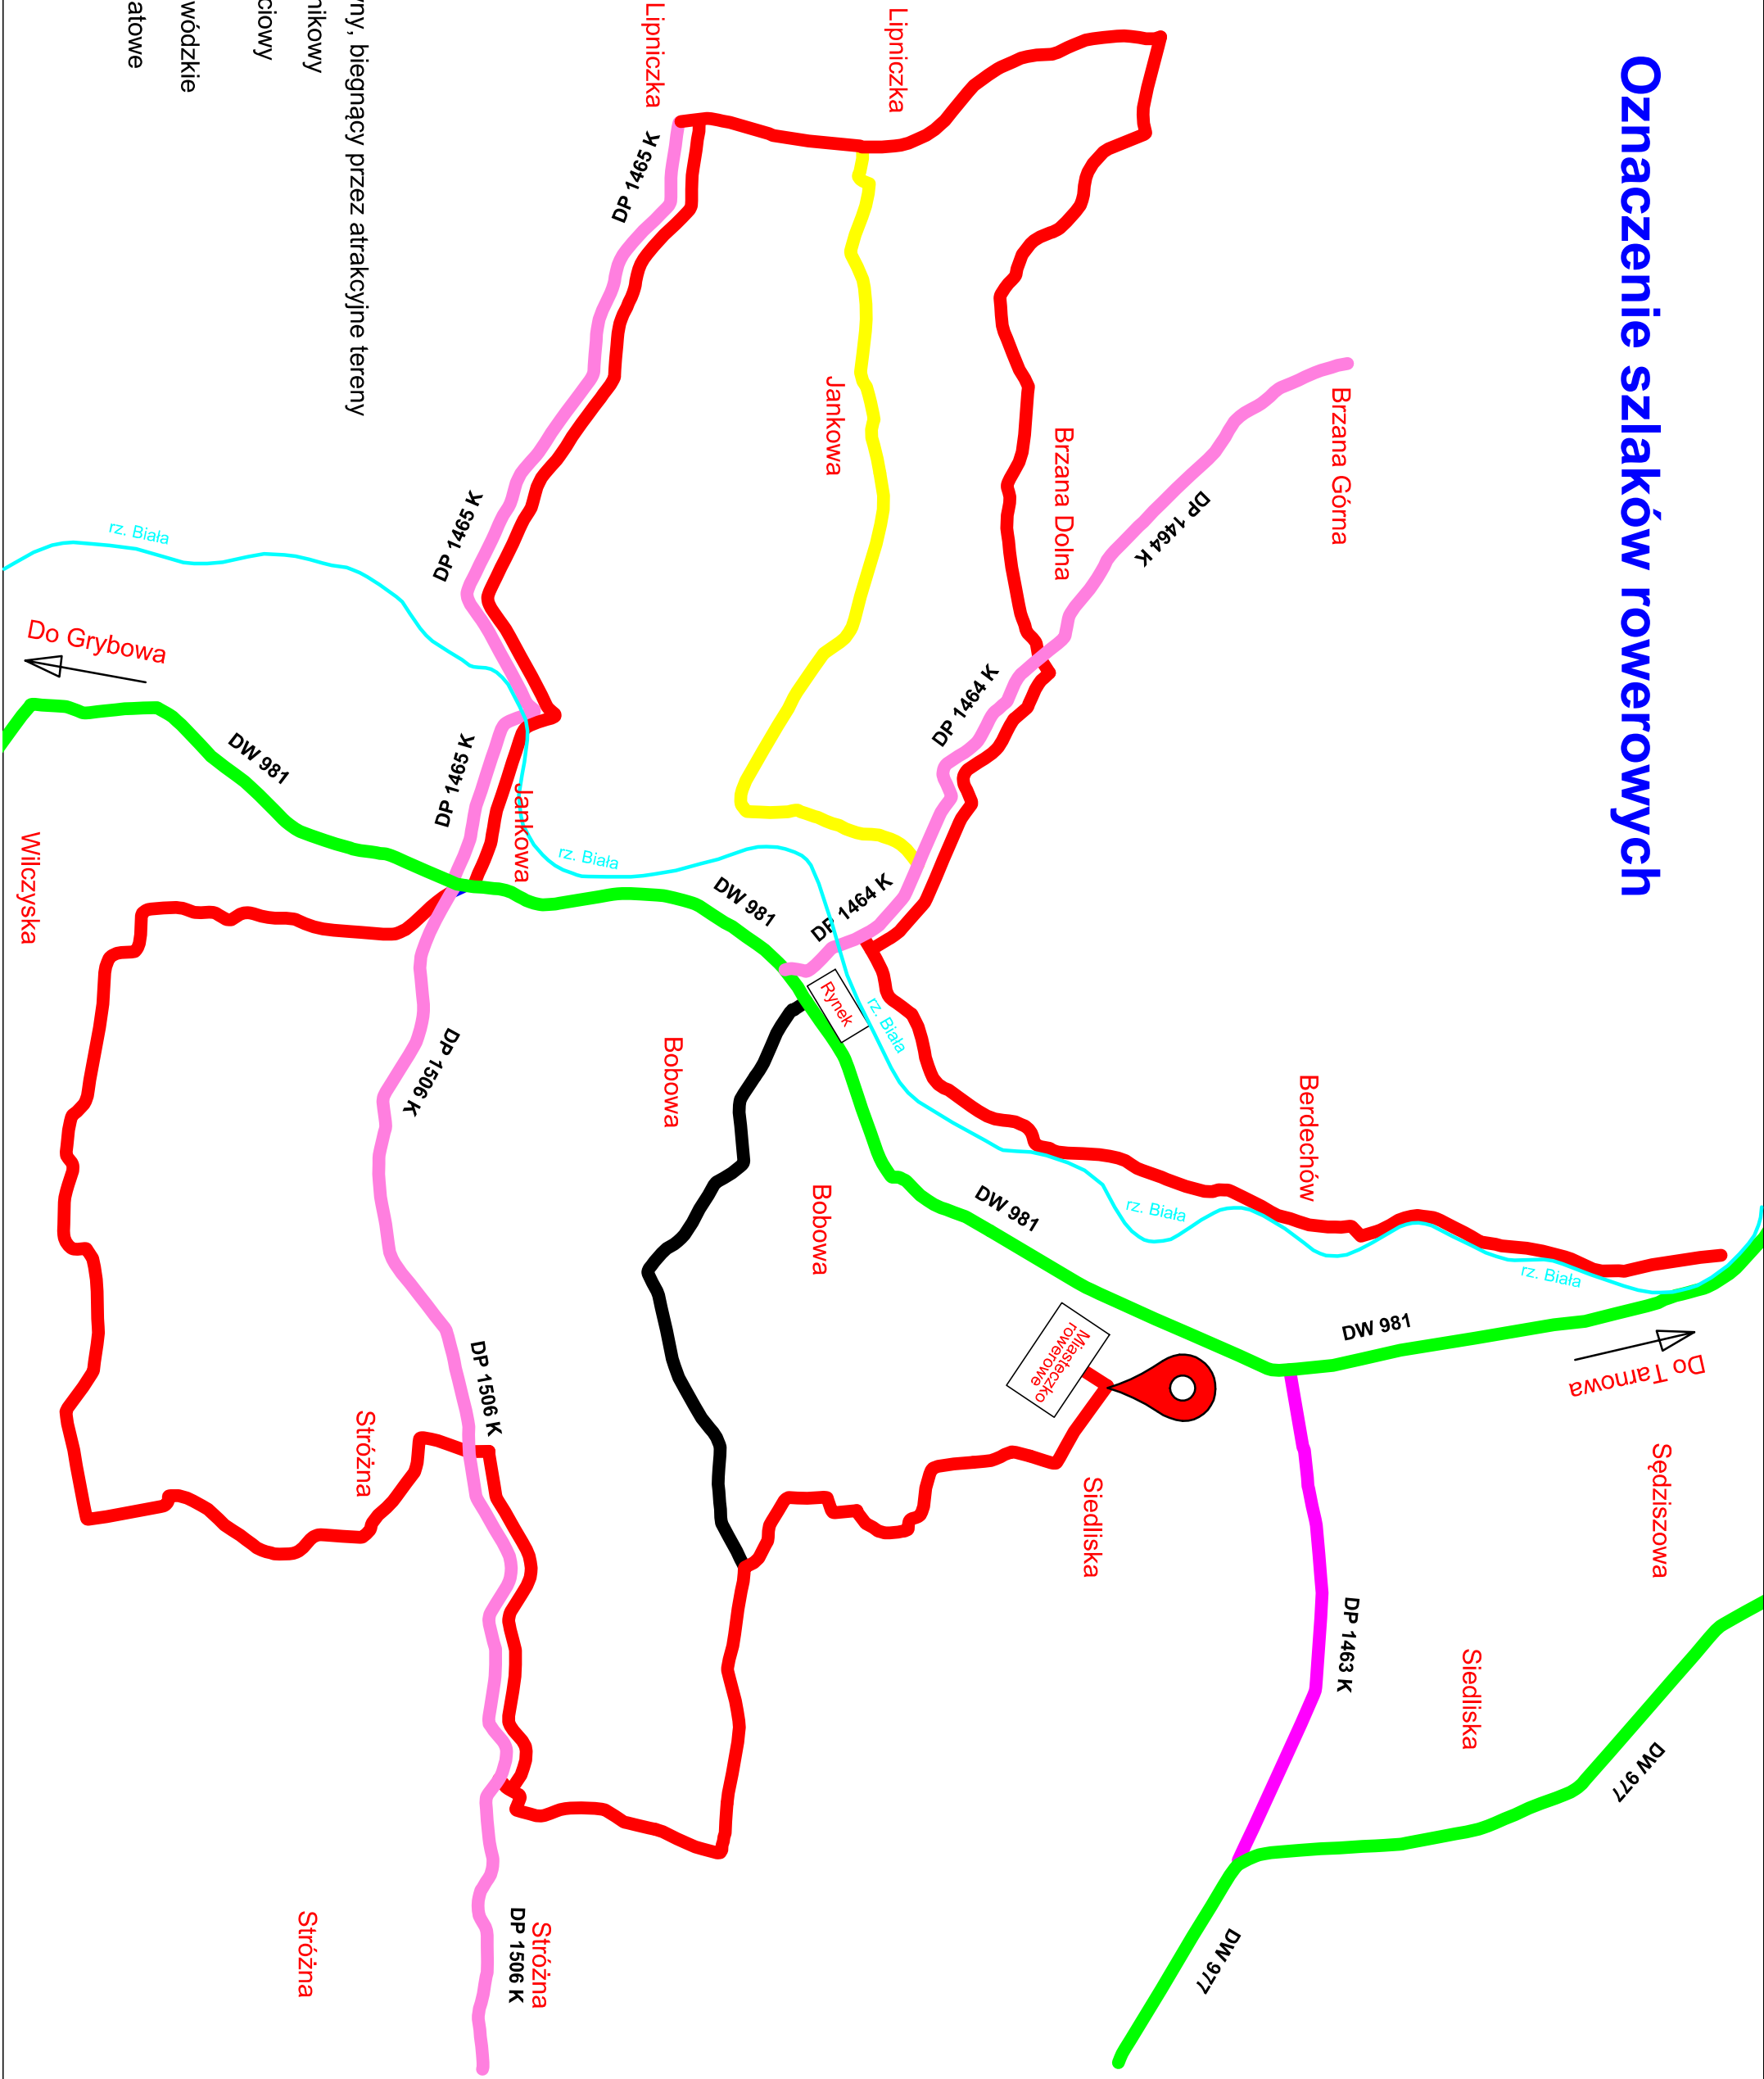 Oznaczenie szlaków rowerowych
Lipniczka
Lipniczka
DP 1465 K
Brzana Górna
DP 1464 K
Jankowa
Brzana Dolna
DP 1465 K
rz. Biała
Do Grybowa
DP 1464 K
DW 981
DP 1465 K
Jankowa
rz. Biała
DW 981
DP 1464 K
Wilczyska
Rynek
rz. Biała
Bobowa
DP 1506 K
Berdechów
Bobowa
DW 981
rz. Biała
rz. Biała
DW 981
Do Tarnowa
Miasteczko
rowerowe
DP 1506 K
Stróżna
Siedliska
Sędziszowa
DP 1463 K
Siedliska
DW 977
DW 977
Stróżna
DP 1506 K
Stróżna
yny, biegnący przez atrakcyjne tereny
nikowy
ciowy
wódzkie
atowe